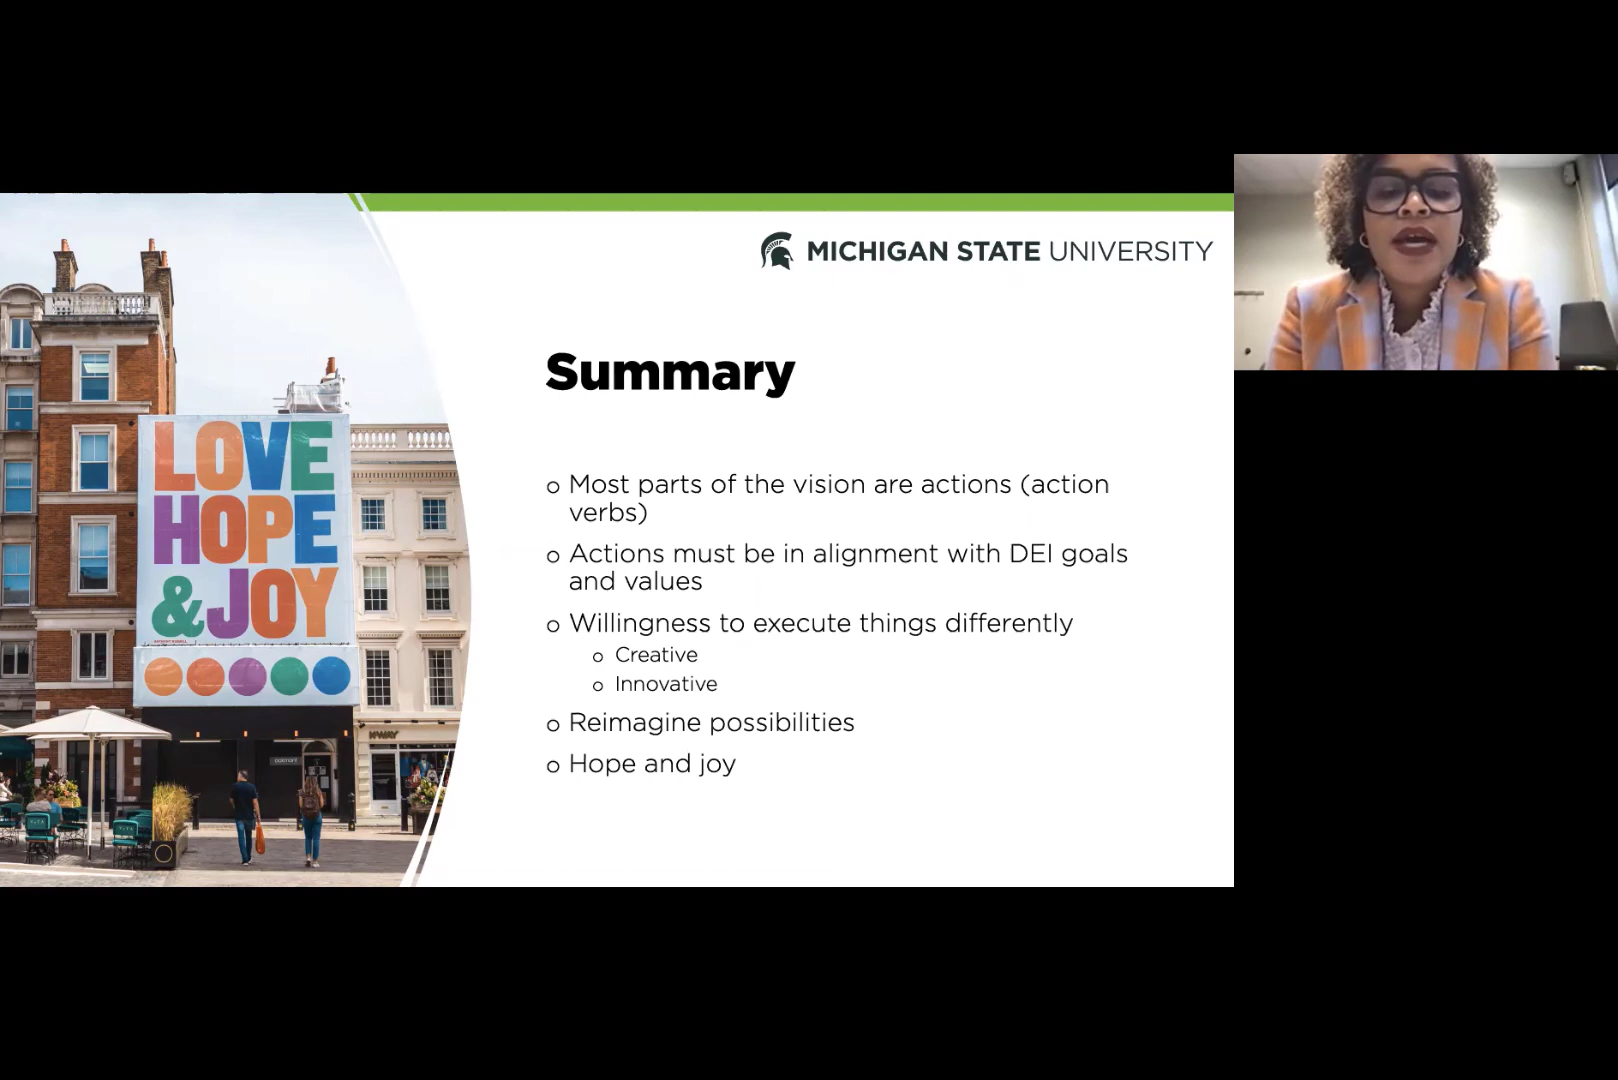 MICHIGAN STATE UNIVERSITY
Summary
Most parts of the vision are actions (action
verbs)
Actions must be in alignment with DEI goals
and values
Willingness to execute things differently
Creative
Innovative
Reimagine possibilities
Hope and joy
LOVE
HOPE
& JOY
K-WAY